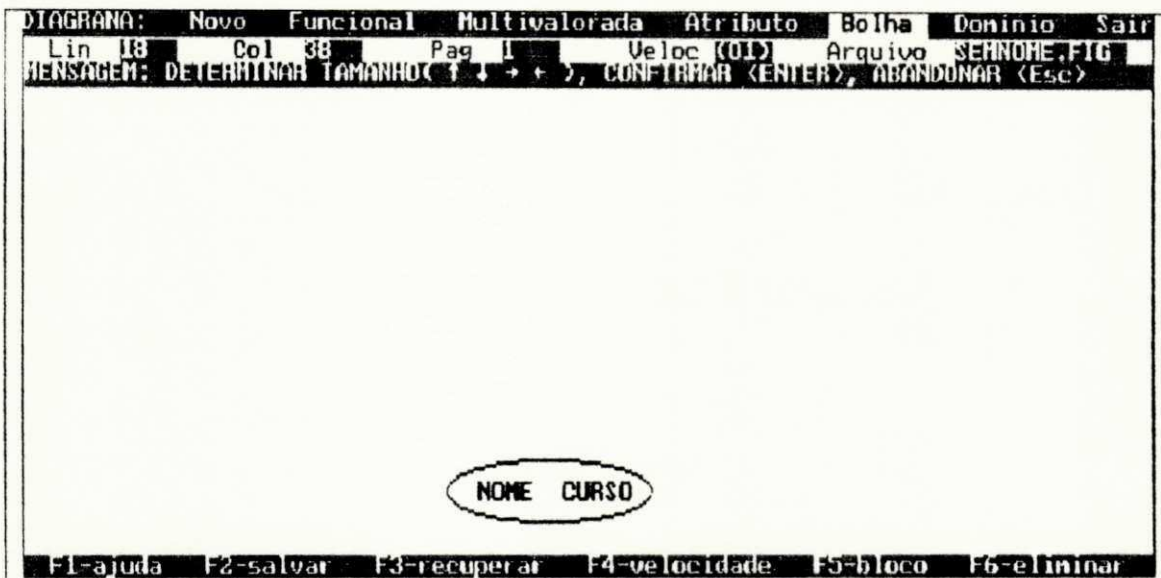 DIAGRAMA: Novo Funcional Multivalorada Atributo Bolha Dominio Sair
Lin 18 Col 38 Pag 1 Veloc (01) Arquivo SEMNOME.FIG
MENSAGEM: DETERMINAR TAMANHO( ↑ ↓ → ← ), CONFIRMAR <ENTER>, ABANDONAR <Esc>
NOME CURSO
F1-ajuda F2-salvar F3-recuperar F4-velocidade F5-bloco F6-eliminar